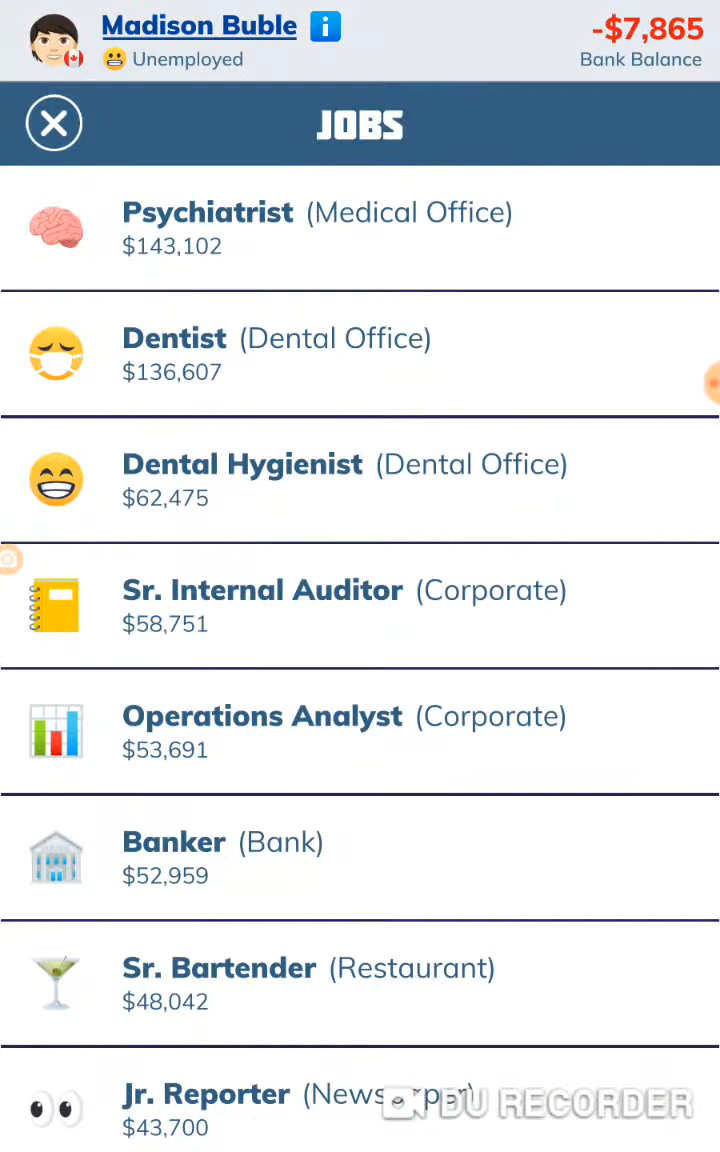 Madison Buble i
-$7,865
Unemployed
Bank Balance
JOBS
Psychiatrist (Medical Office)
$143,102
Dentist (Dental Office)
$136,607
Dental Hygienist (Dental Office)
$62,475
Sr. Internal Auditor (Corporate)
$58,751
Operations Analyst (Corporate)
$53,691
Banker (Bank)
$52,959
Sr. Bartender (Restaurant)
$48,042
Jr. Reporter (Newspaper)
DU RECORDER
$43,700